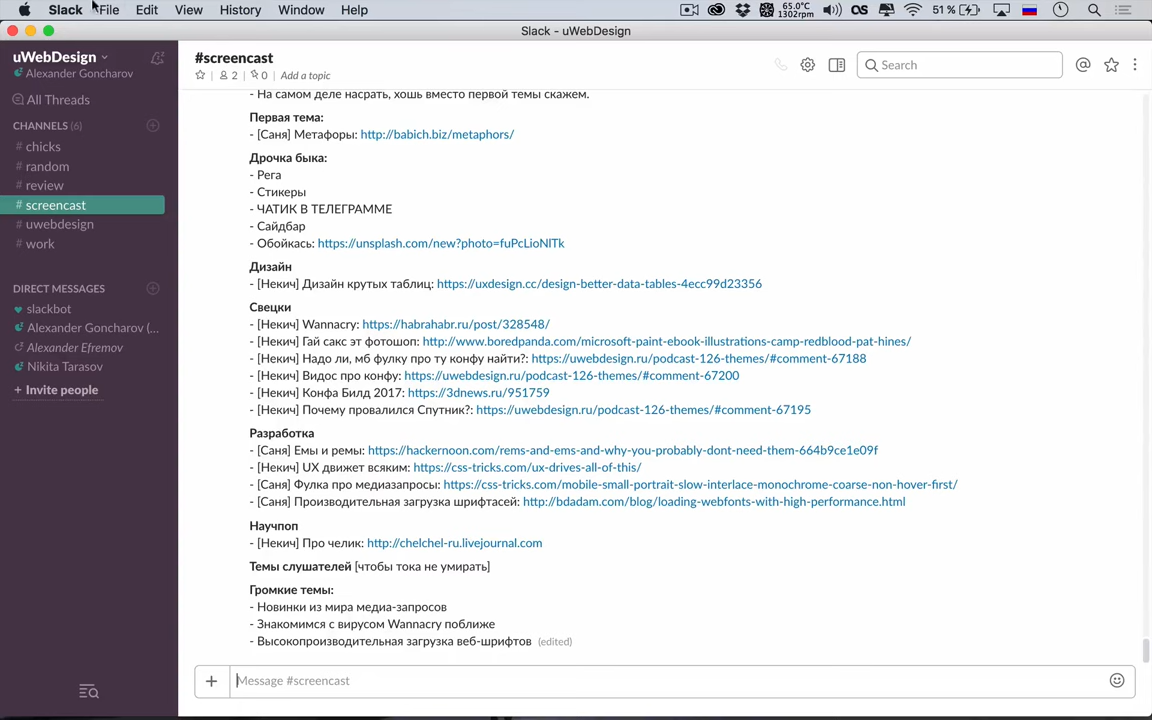 Slack File Edit View History Window Help 65.0°C 1302rpm 51 %
Slack - uWebDesign
uWebDesign
Alexander Goncharov
All Threads
CHANNELS (6)
# chicks
# random
# review
# screencast
# uwebdesign
# work
DIRECT MESSAGES
slackbot
Alexander Goncharov (...
Alexander Efremov
Nikita Tarasov
+ Invite people
#screencast
2 | 0 | Add a topic
Search
- На самом деле насрать, хошь вместо первой темы скажем.
Первая тема:
- [Саня] Метафоры: http://babich.biz/metaphors/
Дрочка быка:
- Рега
- Стикеры
- ЧАТИК В ТЕЛЕГРАММЕ
- Сайдбар
- Обойкась: https://unsplash.com/new?photo=fuPcLioNlTk
Дизайн
- [Некич] Дизайн крутых таблиц: https://uxdesign.cc/design-better-data-tables-4ecc99d23356
Свецки
- [Некич] Wannacry: https://habrahabr.ru/post/328548/
- [Некич] Гай сакс эт фотошоп: http://www.boredpanda.com/microsoft-paint-ebook-illustrations-camp-redblood-pat-hines/
- [Некич] Надо ли, мб фулку про ту конфу найти?: https://uwebdesign.ru/podcast-126-themes/#comment-67188
- [Некич] Видос про конфу: https://uwebdesign.ru/podcast-126-themes/#comment-67200
- [Некич] Конфа Билд 2017: https://3dnews.ru/951759
- [Некич] Почему провалился Спутник?: https://uwebdesign.ru/podcast-126-themes/#comment-67195
Разработка
- [Саня] Емы и ремы: https://hackernoon.com/rems-and-ems-and-why-you-probably-dont-need-them-664b9ce1e09f
- [Некич] UX движет всяким: https://css-tricks.com/ux-drives-all-of-this/
- [Саня] Фулка про медиазапросы: https://css-tricks.com/mobile-small-portrait-slow-interlace-monochrome-coarse-non-hover-first/
- [Саня] Производительная загрузка шрифтасей: http://bdadam.com/blog/loading-webfonts-with-high-performance.html
Научпоп
- [Некич] Про челик: http://chelchel-ru.livejournal.com
Темы слушателей [чтобы тока не умирать]
Громкие темы:
- Новинки из мира медиа-запросов
- Знакомимся с вирусом Wannacry поближе
- Высокопроизводительная загрузка веб-шрифтов (edited)
Message #screencast